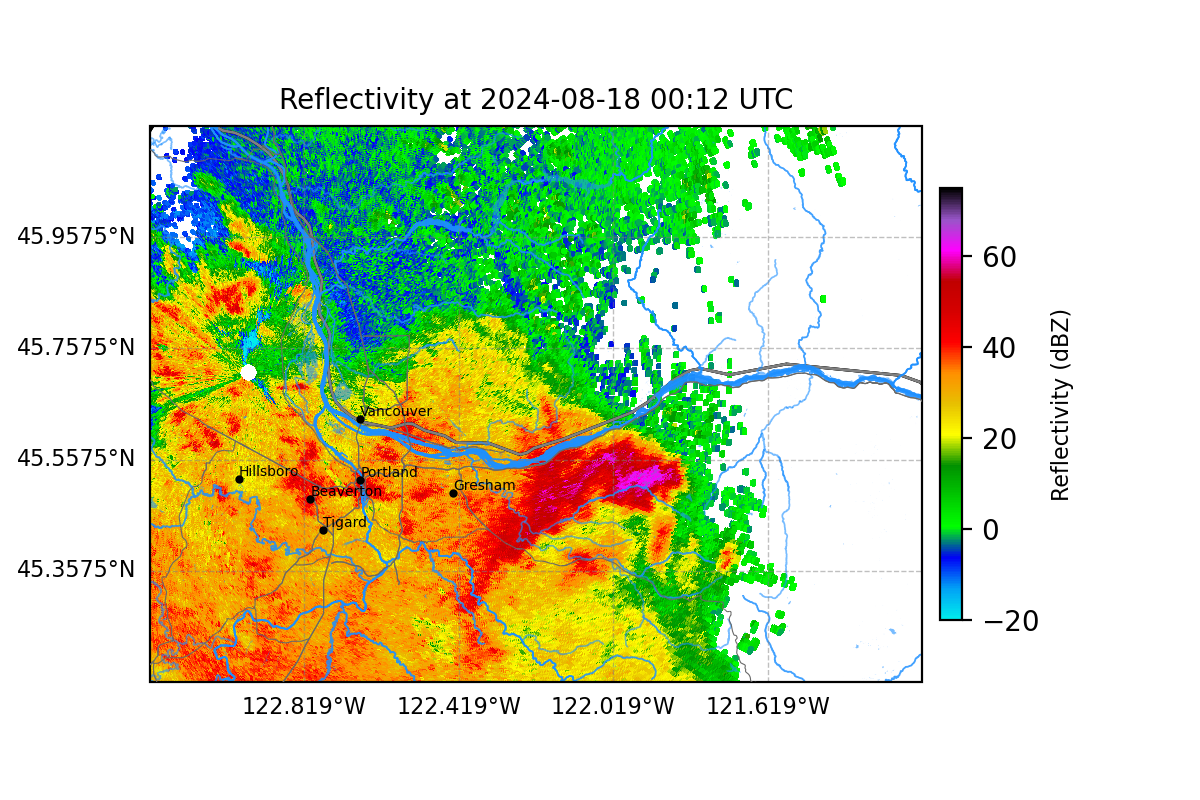 Reflectivity at 2024-08-18 00:12 UTC
45.9575°N
45.7575°N
45.5575°N
45.3575°N
Vancouver
Hillsboro
Portland
Beaverton
Gresham
Tigard
122.819°W
122.419°W
122.019°W
121.619°W
60
40
20
0
−20
Reflectivity (dBZ)